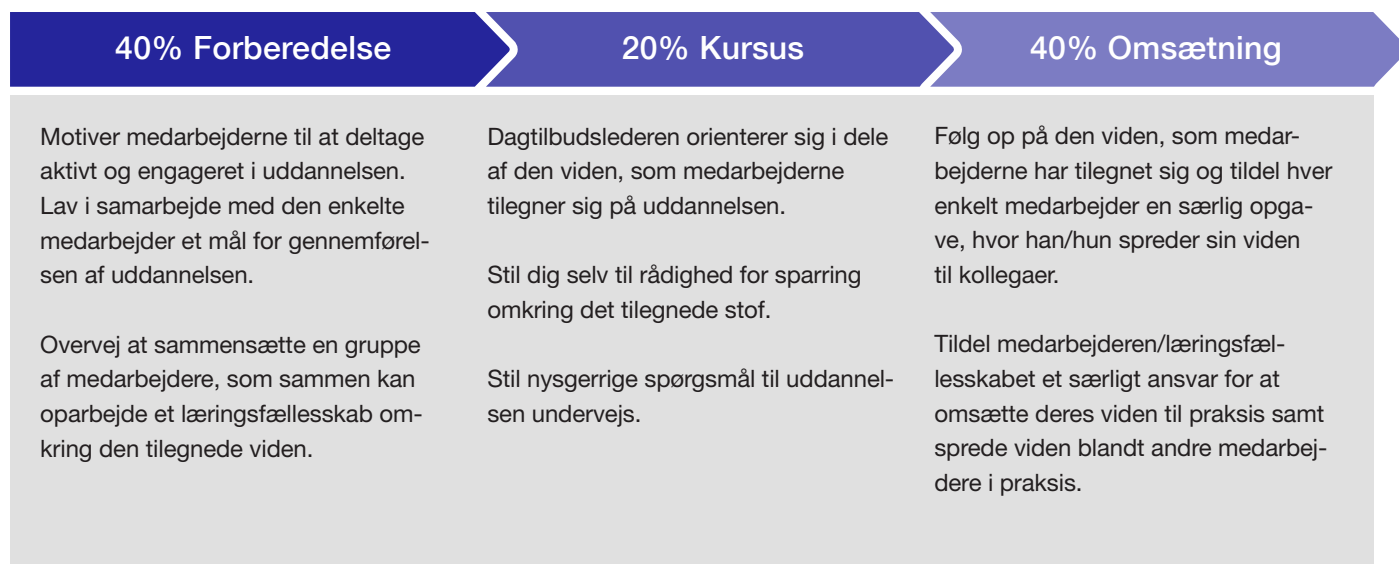 40% Forberedelse
Motiver medarbejderne til at deltage
aktivt og engageret i uddannelsen.
Lav i samarbejde med den enkelte
medarbejder et mål for gennemførel-
sen af uddannelsen.
Overvej at sammensætte en gruppe
af medarbejdere, som sammen kan
oparbejde et læringsfællesskab om-
kring den tilegnede viden.
20% Kursus
Dagtilbudslederen orienterer sig i dele
af den viden, som medarbejderne
tilegner sig på uddannelsen.
Stil dig selv til rådighed for sparring
omkring det tilegnede stof.
Stil nysgerrige spørgsmål til uddannel-
sen undervejs.
40% Omsætning
Følg op på den viden, som medar-
bejderne har tilegnet sig og tildel hver
enkelt medarbejder en særlig opga-
ve, hvor han/hun spreder sin viden
til kollegaer.
Tildel medarbejderen/læringsfæl-
lesskabet et særligt ansvar for at
omsætte deres viden til praksis samt
sprede viden blandt andre medarbej-
dere i praksis.